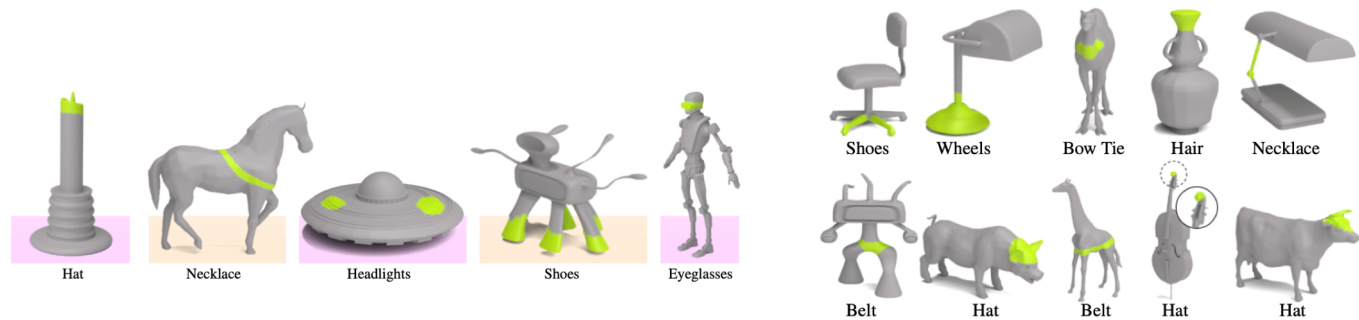 Hat
Necklace
Headlights
Shoes
Eyeglasses
Shoes
Wheels
Bow Tie
Hair
Necklace
Belt
Hat
Belt
Hat
Hat